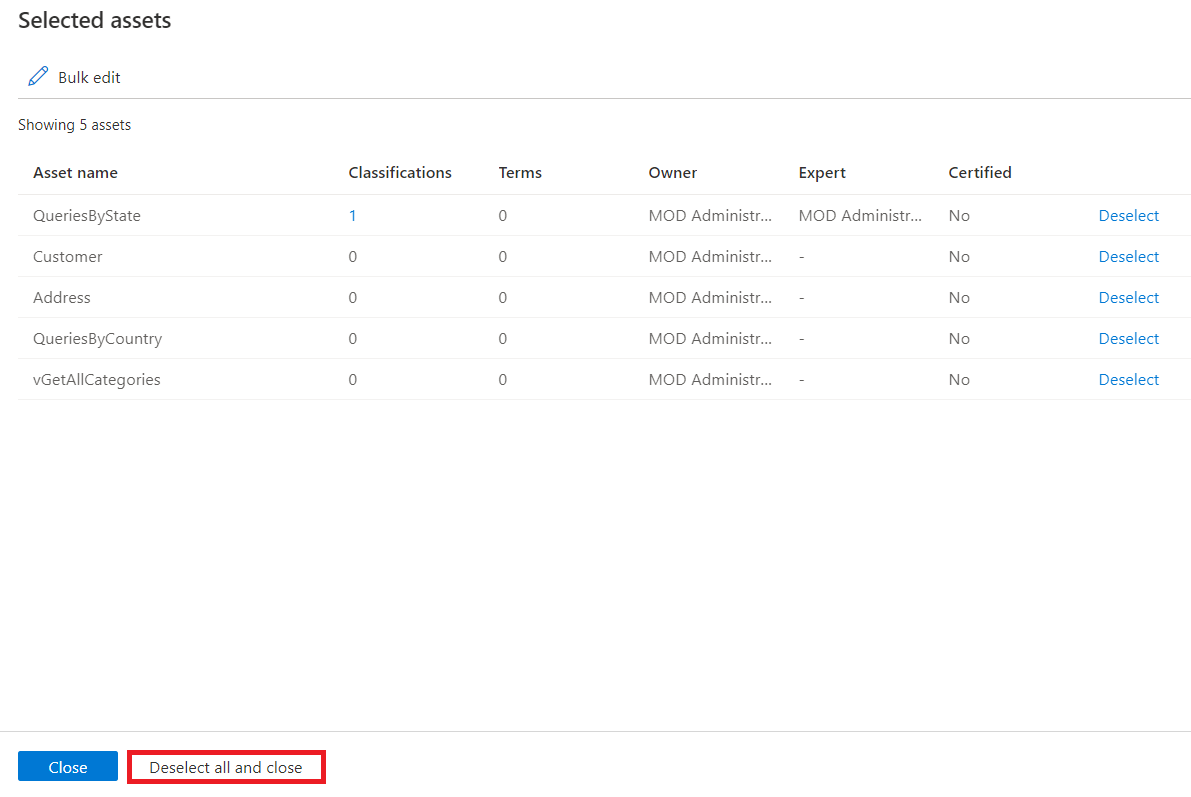 Selected assets
Bulk edit
Showing 5 assets
Asset name Classifications Terms Owner Expert Certified
QueriesByState 1 0 MOD Administr... MOD Administr... No Deselect
Customer 0 0 MOD Administr... - No Deselect
Address 0 0 MOD Administr... - No Deselect
QueriesByCountry 0 0 MOD Administr... - No Deselect
vGetAllCategories 0 0 MOD Administr... - No Deselect
Close Deselect all and close